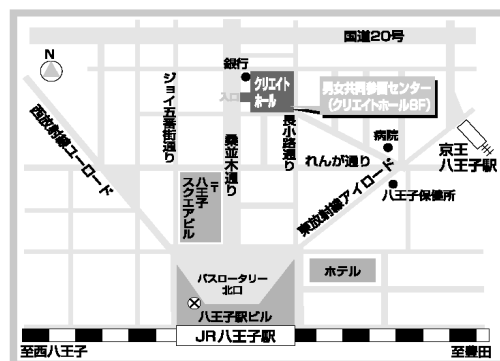 国道20号
N
銀行
クリエイト
ホール
入口
男女共同参画センター
(クリエイトホール8F)
ジョイ五番街通り
西放射線ユーロード
桑並木通り
長小路通り
病院
れんが通り
京王
八王子駅
八王子保健所
東放射線アイロード
〒
八王子
スクエアビル
バスロータリー
北口
ホテル
八王子駅ビル
JR八王子駅
至西八王子
至豊田